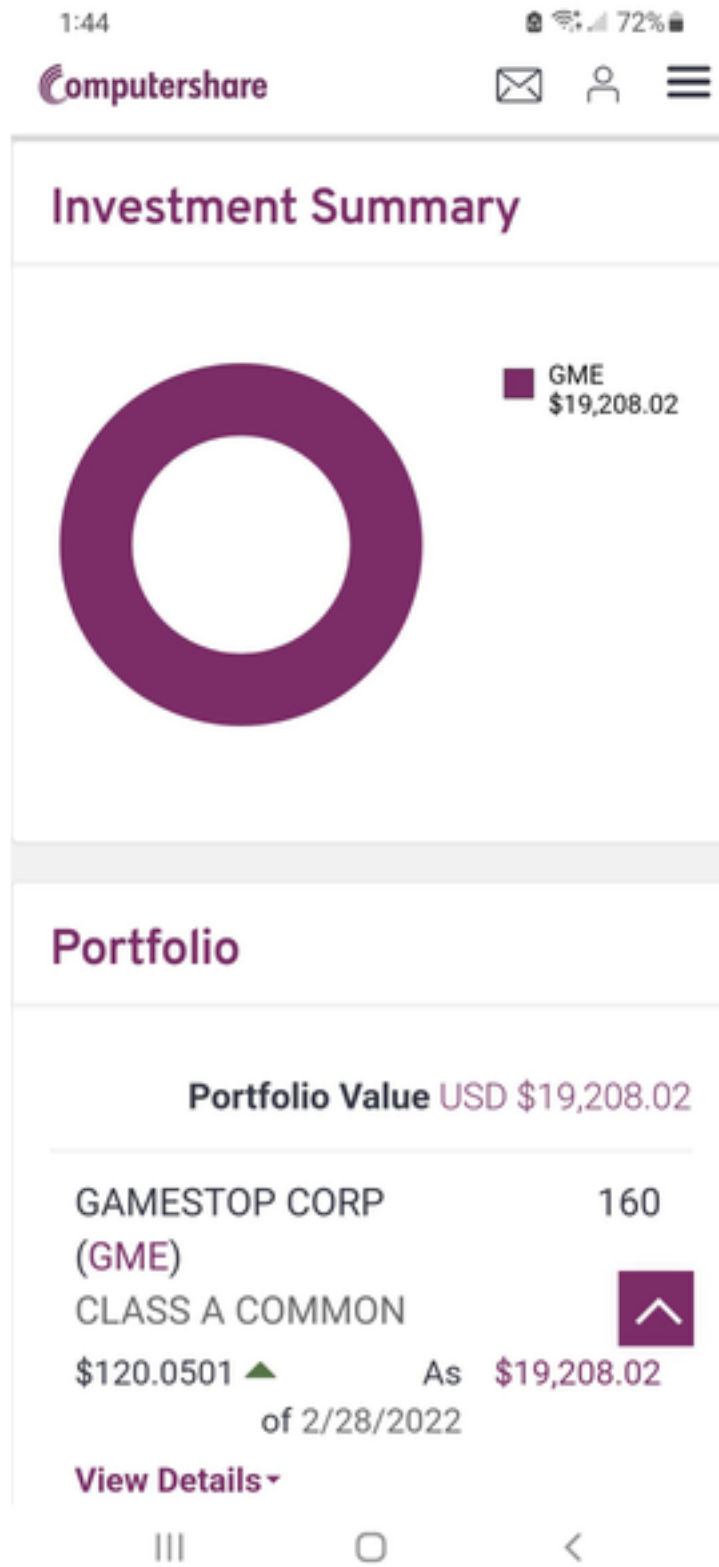 1:44 72%
Computershare
Investment Summary
GME
$19,208.02
Portfolio
Portfolio Value USD $19,208.02
GAMESTOP CORP 160
(GME)
CLASS A COMMON
$120.0501 As $19,208.02
of 2/28/2022
View Details